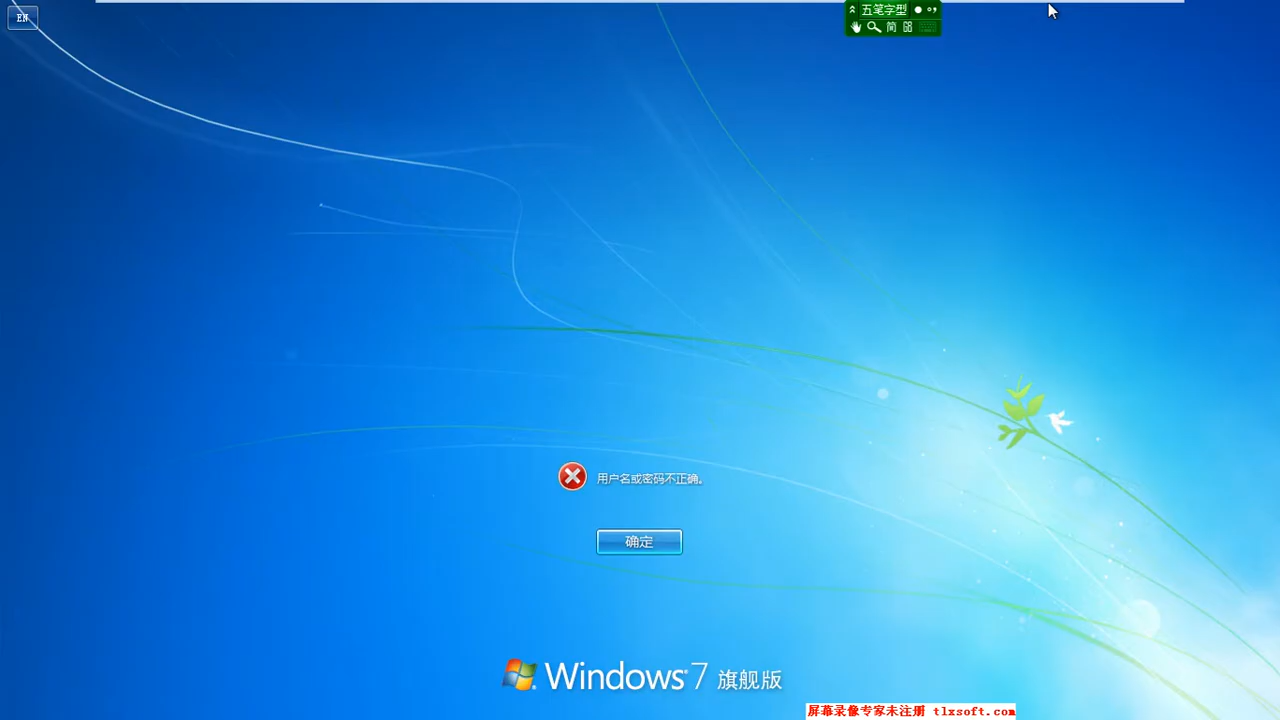 EN
五笔字型
简
用户名或密码不正确。
确定
Windows 7 旗舰版
屏幕录像专家未注册 tlxsoft.com